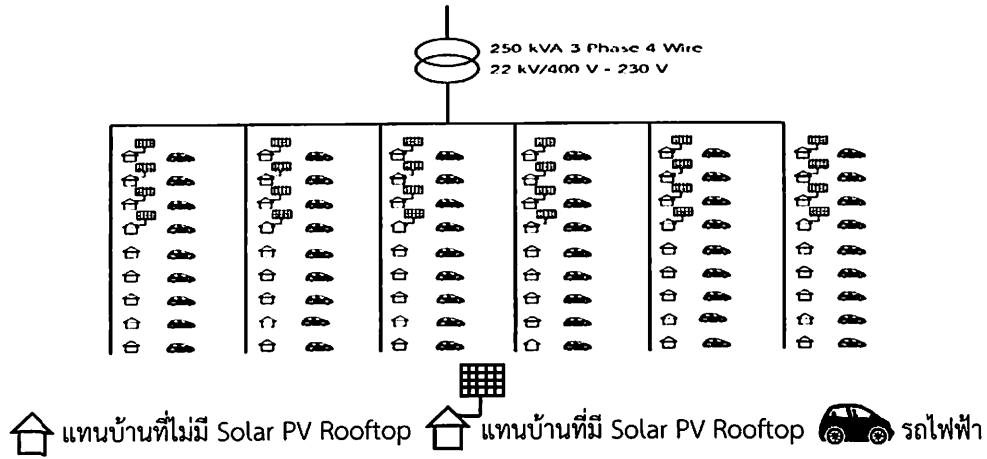 250 kVA 3 Phase 4 Wire
22 kV/400 V - 230 V
แทนบ้านที่ไม่มี Solar PV Rooftop แทนบ้านที่มี Solar PV Rooftop รถไฟฟ้า